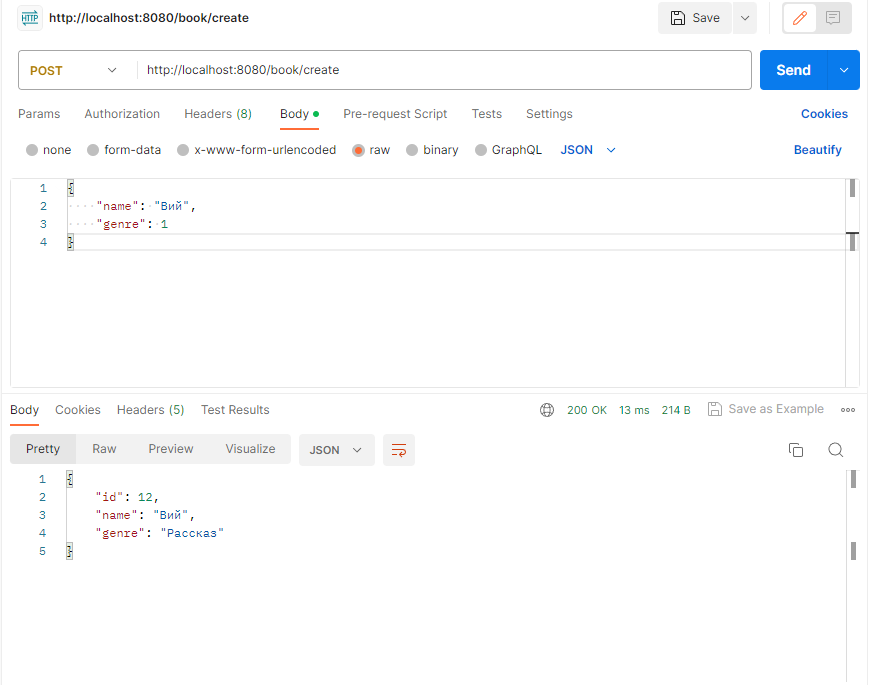 HTTP http://localhost:8080/book/create Save
POST http://localhost:8080/book/create Send
Params Authorization Headers (8) Body Pre-request Script Tests Settings Cookies
none form-data x-www-form-urlencoded raw binary GraphQL JSON Beautify
1 {
2 "name": "Вий",
3 "genre": 1
4 }
Body Cookies Headers (5) Test Results 200 OK 13 ms 214 B Save as Example
Pretty Raw Preview Visualize JSON
1 {
2 "id": 12,
3 "name": "Вий",
4 "genre": "Рассказ"
5 }